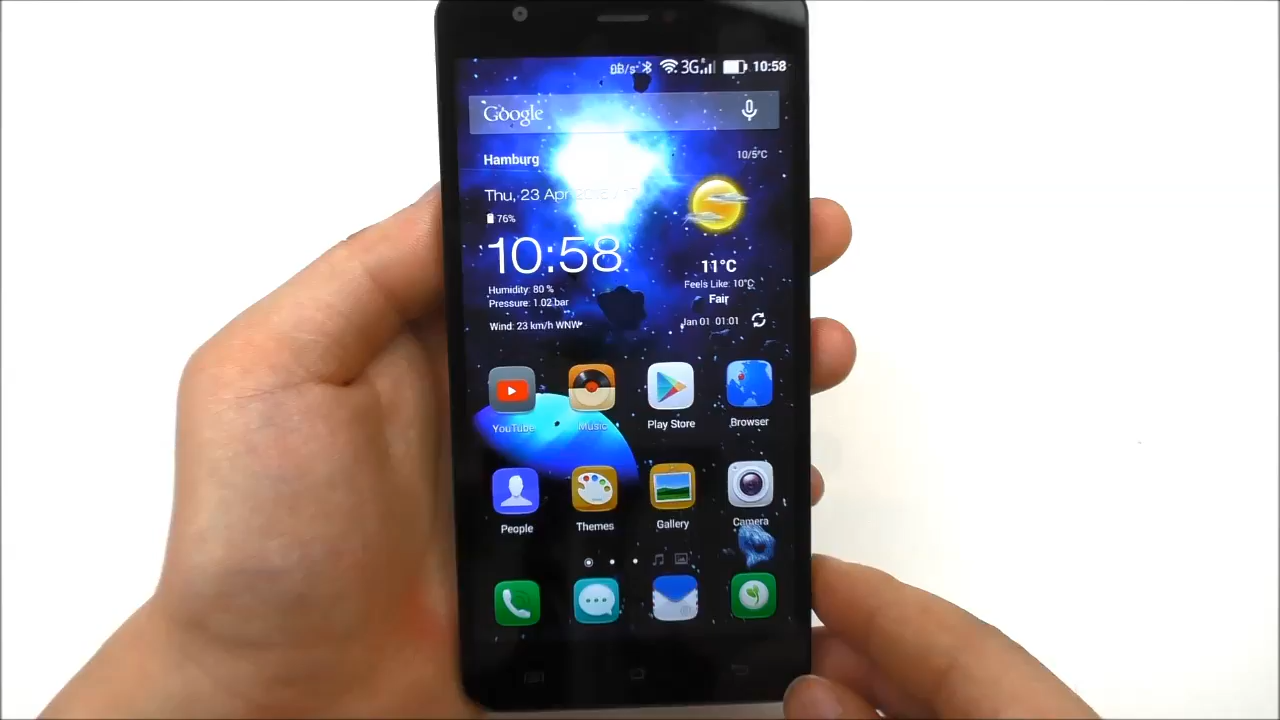 0B/s 3G 10:58
Google
Hamburg 10/5°C
Thu, 23 Apr
76%
10:58
11°C
Feels Like: 10°C
Fair
Humidity: 80 %
Pressure: 1.02 bar
Wind: 23 km/h WNW
Jan 01 01:01
YouTube Music Play Store Browser
People Themes Gallery Camera